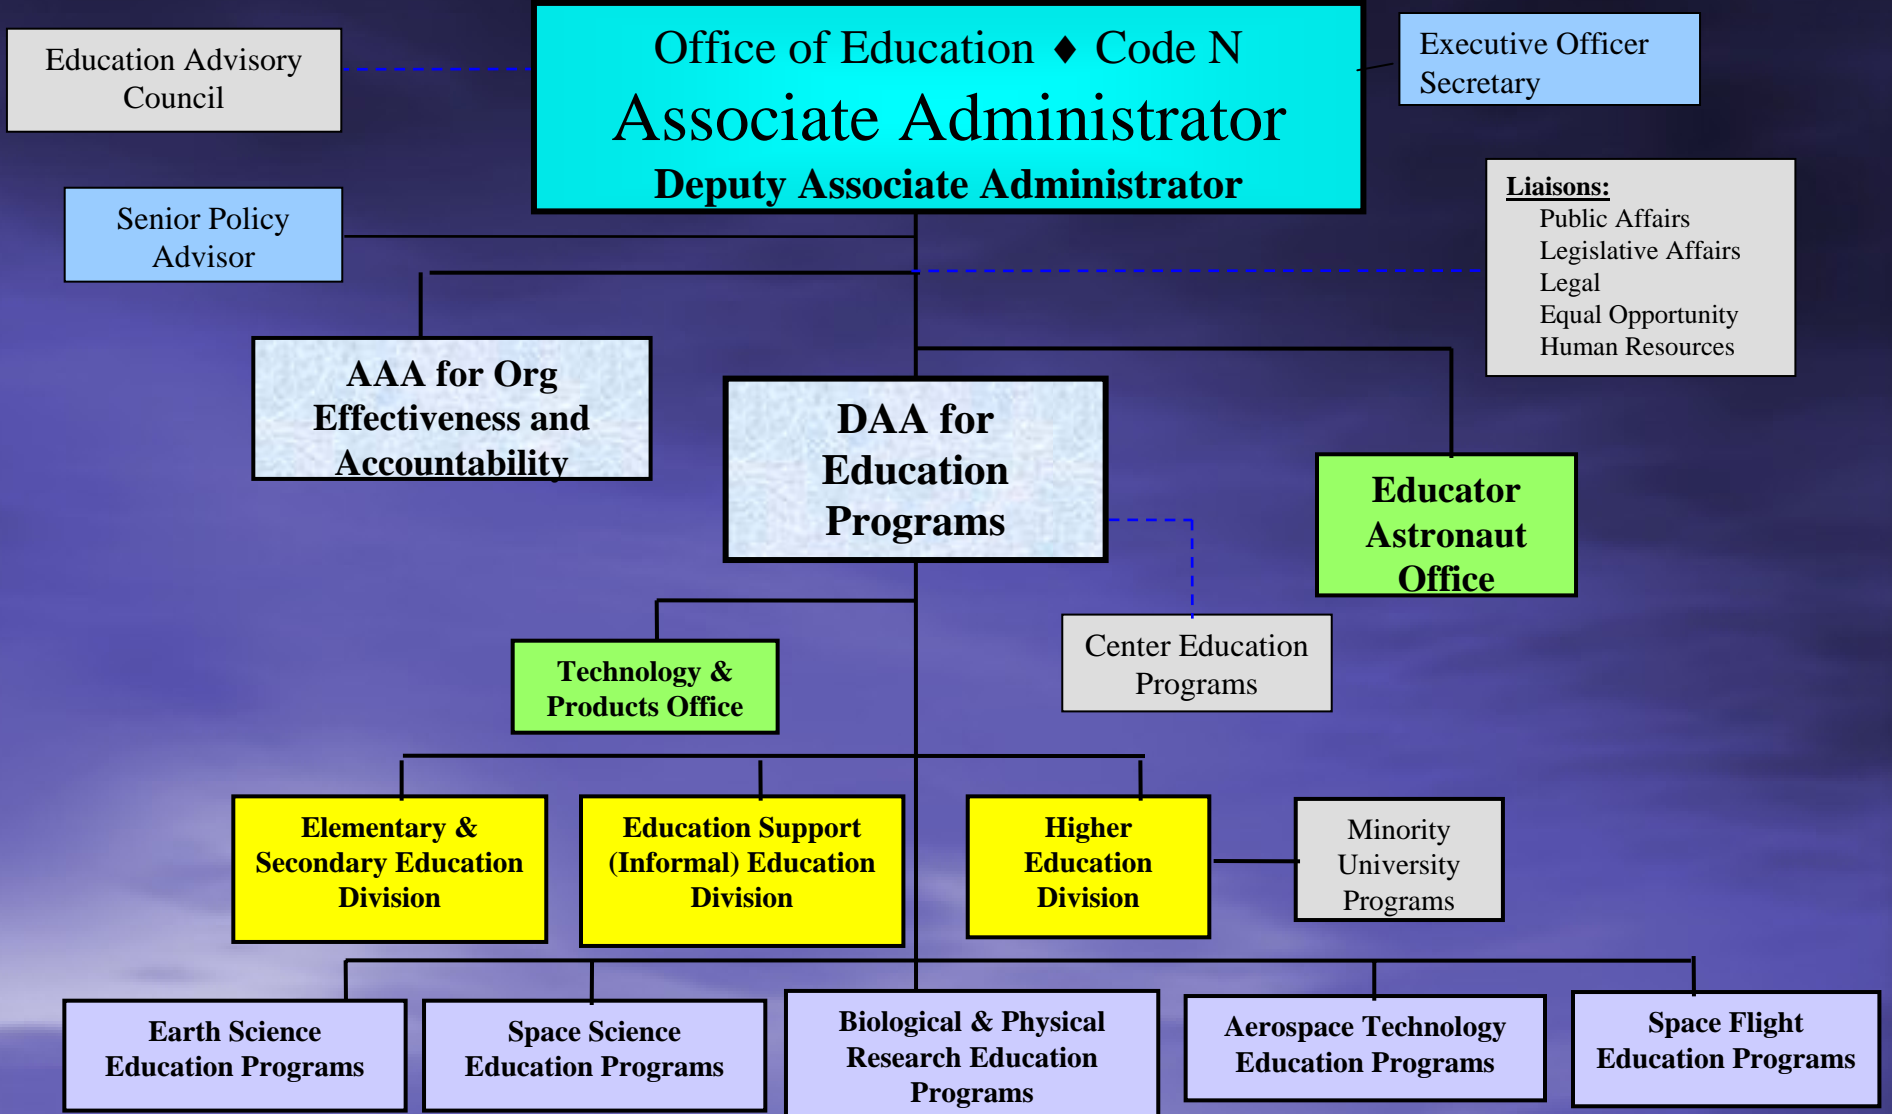 Office of Education ♦ Code N
Associate Administrator
Deputy Associate Administrator
Education Advisory
Council
Executive Officer
Secretary
Senior Policy
Advisor
Liaisons:
Public Affairs
Legislative Affairs
Legal
Equal Opportunity
Human Resources
AAA for Org
Effectiveness and
Accountability
DAA for
Education
Programs
Educator
Astronaut
Office
Technology &
Products Office
Center Education
Programs
Elementary &
Secondary Education
Division
Education Support
(Informal) Education
Division
Higher
Education
Division
Minority
University
Programs
Earth Science
Education Programs
Space Science
Education Programs
Biological & Physical
Research Education
Programs
Aerospace Technology
Education Programs
Space Flight
Education Programs